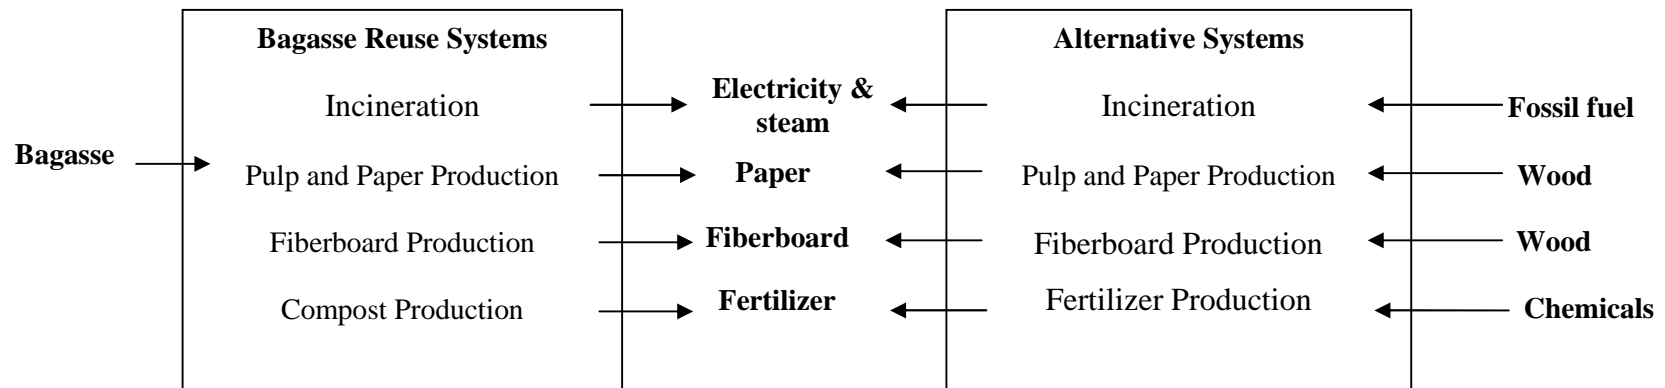 Bagasse Reuse Systems
Alternative Systems
Incineration
Electricity &
steam
Incineration
Fossil fuel
Bagasse
Pulp and Paper Production
Paper
Pulp and Paper Production
Wood
Fiberboard Production
Fiberboard
Fiberboard Production
Wood
Compost Production
Fertilizer
Fertilizer Production
Chemicals